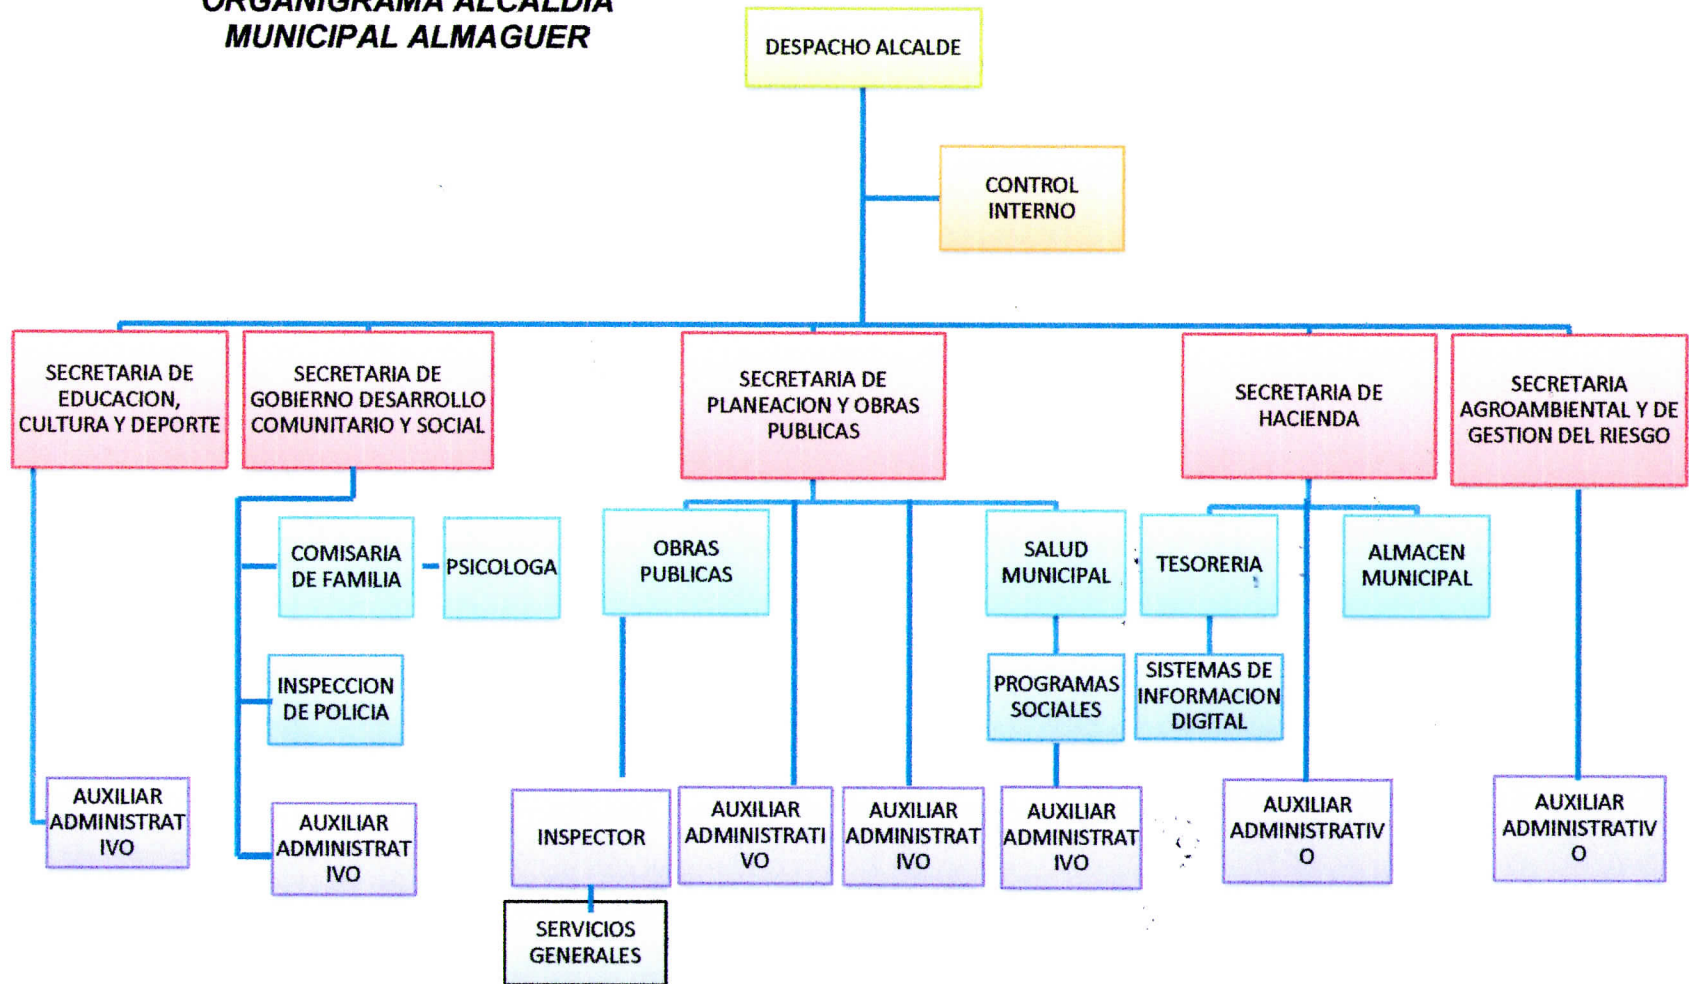 ORGANIGRAMA ALCALDIA
MUNICIPAL ALMAGUER
DESPACHO ALCALDE
CONTROL
INTERNO
SECRETARIA DE
EDUCACION,
CULTURA Y DEPORTE
SECRETARIA DE
GOBIERNO DESARROLLO
COMUNITARIO Y SOCIAL
SECRETARIA DE
PLANEACION Y OBRAS
PUBLICAS
SECRETARIA DE
HACIENDA
SECRETARIA
AGROAMBIENTAL Y DE
GESTION DEL RIESGO
COMISARIA
DE FAMILIA
PSICOLOGA
OBRAS
PUBLICAS
SALUD
MUNICIPAL
TESORERIA
ALMACEN
MUNICIPAL
INSPECCION
DE POLICIA
PROGRAMAS
SOCIALES
SISTEMAS DE
INFORMACION
DIGITAL
AUXILIAR
ADMINISTRAT
IVO
AUXILIAR
ADMINISTRAT
IVO
INSPECTOR
AUXILIAR
ADMINISTRATI
VO
AUXILIAR
ADMINISTRAT
IVO
AUXILIAR
ADMINISTRAT
IVO
AUXILIAR
ADMINISTRATIV
O
AUXILIAR
ADMINISTRATIV
O
SERVICIOS
GENERALES